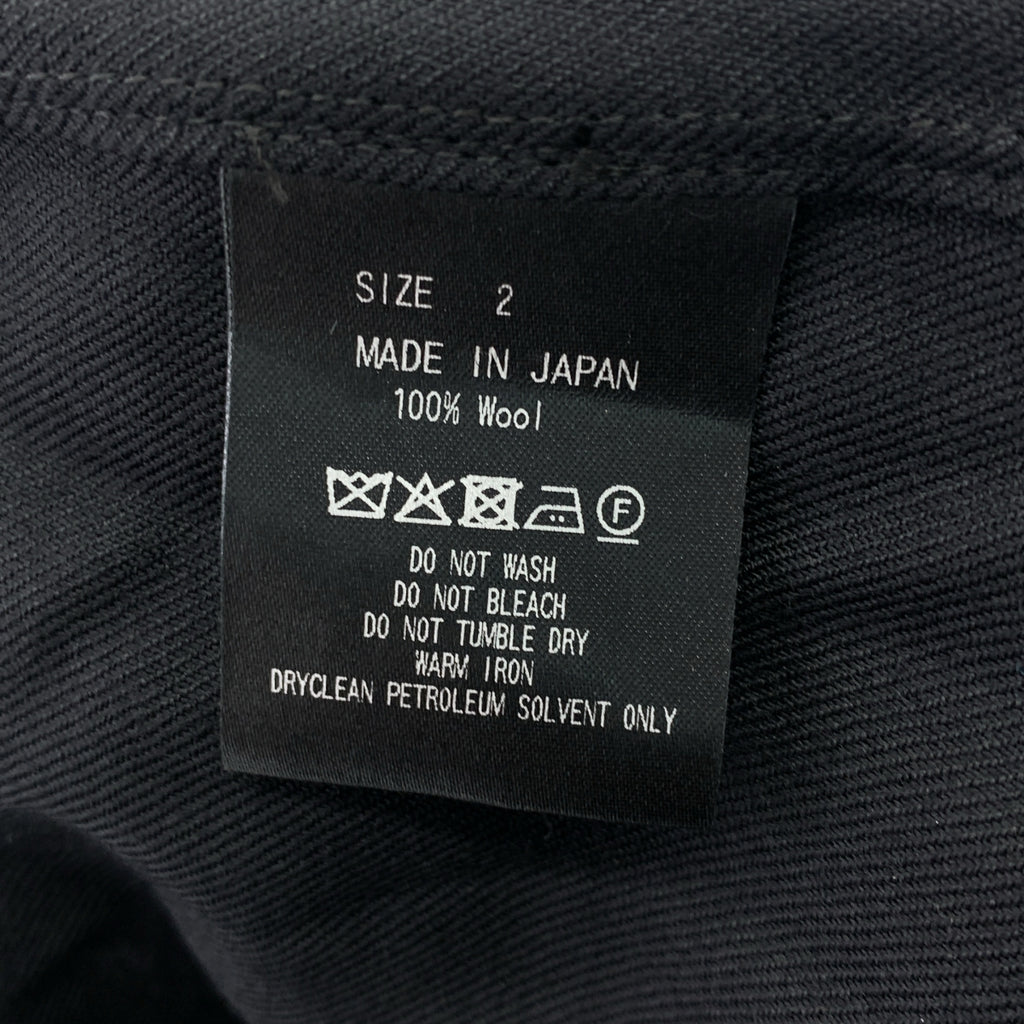 SIZE 2
MADE IN JAPAN
100% Wool
F
DO NOT WASH
DO NOT BLEACH
DO NOT TUMBLE DRY
WARM IRON
DRYCLEAN PETROLEUM SOLVENT ONLY